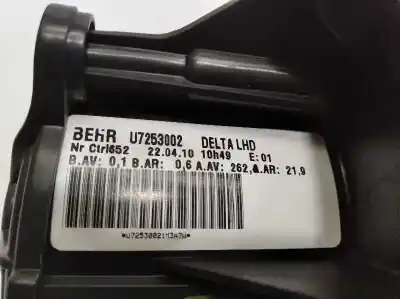 BEHR U7253002 DELTA LHD
Nr Ctrl652 22.04.10 10h49 E:01
B.AV: 0,1 B.AR: 0,6 A.AV: 262,4 A.AR: 21,9